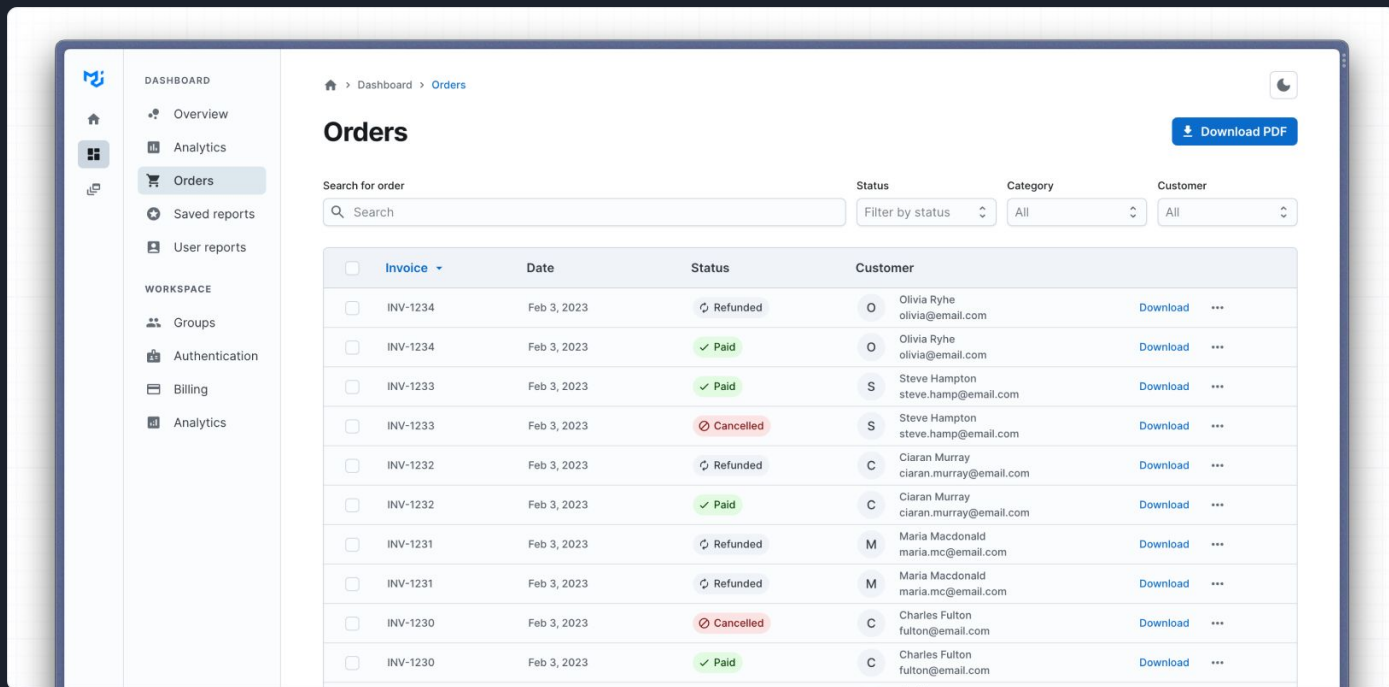 DASHBOARD
Overview
Analytics
Orders
Saved reports
User reports
WORKSPACE
Groups
Authentication
Billing
Analytics
Dashboard > Orders
Orders
Download PDF
Search for order
Search
Status
Filter by status
Category
All
Customer
All
Invoice Date Status Customer
INV-1234 Feb 3, 2023 Refunded O Olivia Ryhe Download
olivia@email.com
INV-1234 Feb 3, 2023 Paid O Olivia Ryhe Download
olivia@email.com
INV-1233 Feb 3, 2023 Paid S Steve Hampton Download
steve.hamp@email.com
INV-1233 Feb 3, 2023 Cancelled S Steve Hampton Download
steve.hamp@email.com
INV-1232 Feb 3, 2023 Refunded C Ciaran Murray Download
ciaran.murray@email.com
INV-1232 Feb 3, 2023 Paid C Ciaran Murray Download
ciaran.murray@email.com
INV-1231 Feb 3, 2023 Refunded M Maria Macdonald Download
maria.mc@email.com
INV-1231 Feb 3, 2023 Refunded M Maria Macdonald Download
maria.mc@email.com
INV-1230 Feb 3, 2023 Cancelled C Charles Fulton Download
fulton@email.com
INV-1230 Feb 3, 2023 Paid C Charles Fulton Download
fulton@email.com